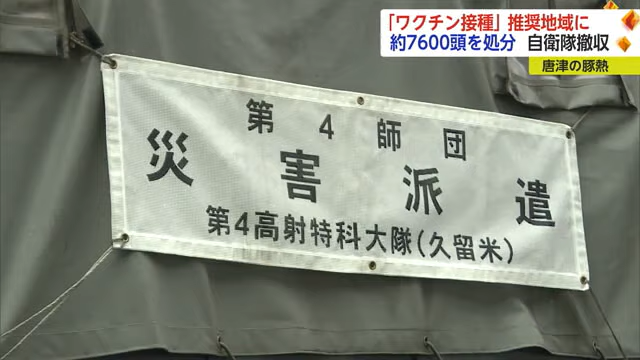 「ワクチン接種」推奨地域に
約7600頭を処分 自衛隊撤収
唐津の豚熱
第4師団
災害派遣
第4高射特科大隊(久留米)